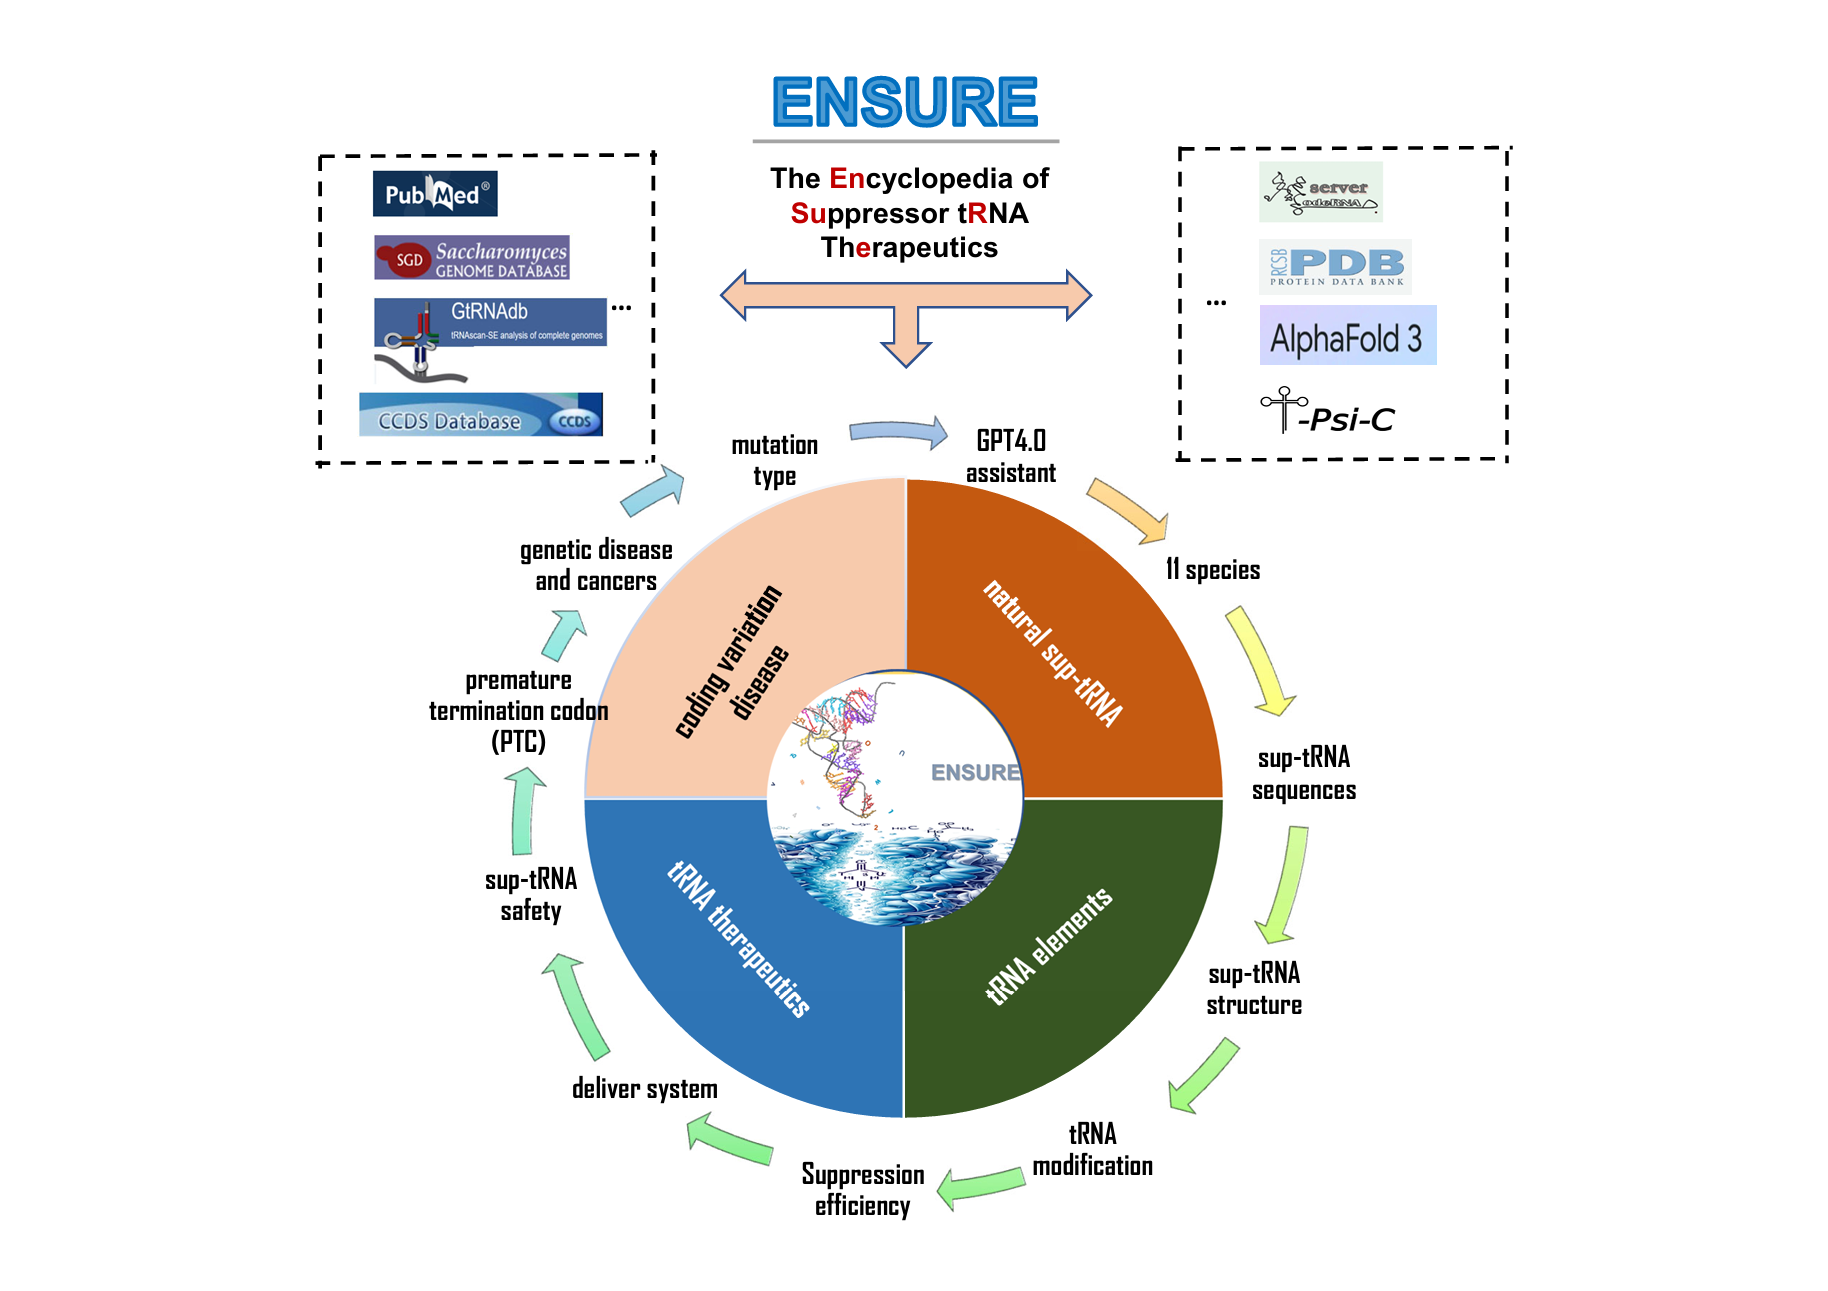 ENSURE
The Encyclopedia of
Suppressor tRNA
Therapeutics
PubMed®
SGD
Saccharomyces
GENOME DATABASE
GtRNAdb
tRNAscan-SE analysis of complete genomes
...
CCDS Database
CCDS
server
RCSB
PDB
PROTEIN DATA BANK
...
AlphaFold 3
-Psi-C
mutation
type
GPT4.0
assistant
11 species
sup-tRNA
sequences
sup-tRNA
structure
tRNA
modification
Suppression
efficiency
deliver system
sup-tRNA
safety
premature
termination codon
(PTC)
genetic disease
and cancers
coding variation
disease
natural sup-tRNA
tRNA elements
tRNA therapeutics
ENSURE